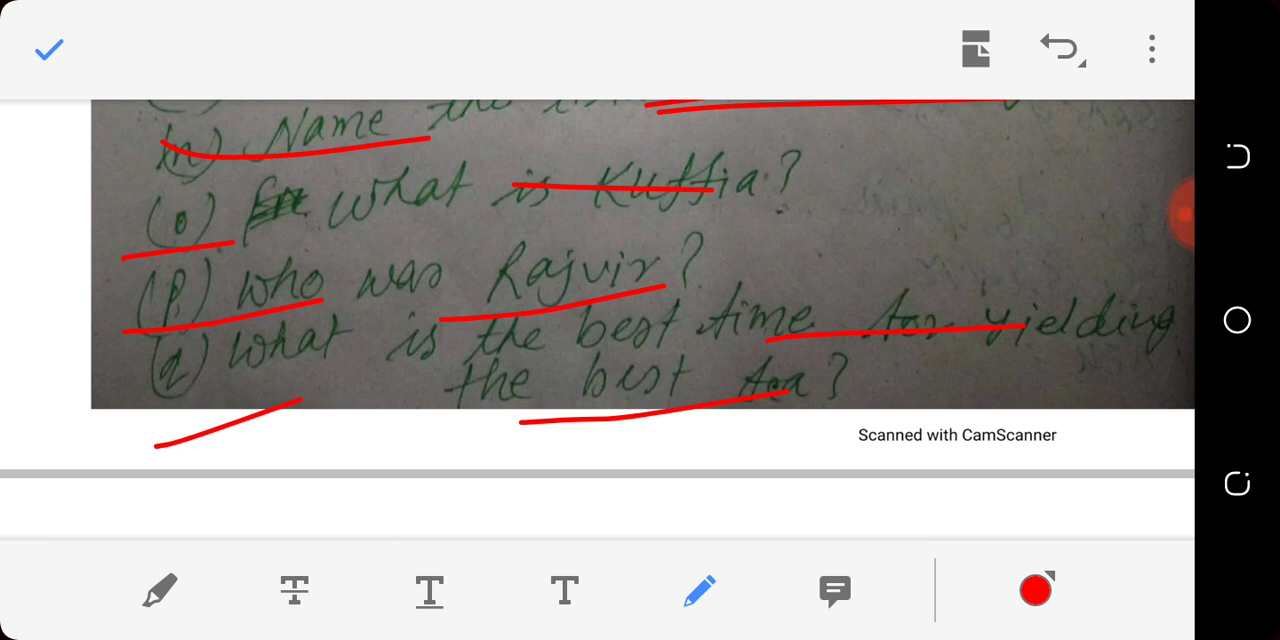 (n) Name the
(o) What is Kuffia?
(p) Who was Rajvir?
(q) What is the best time for yielding
the best tea?
Scanned with CamScanner